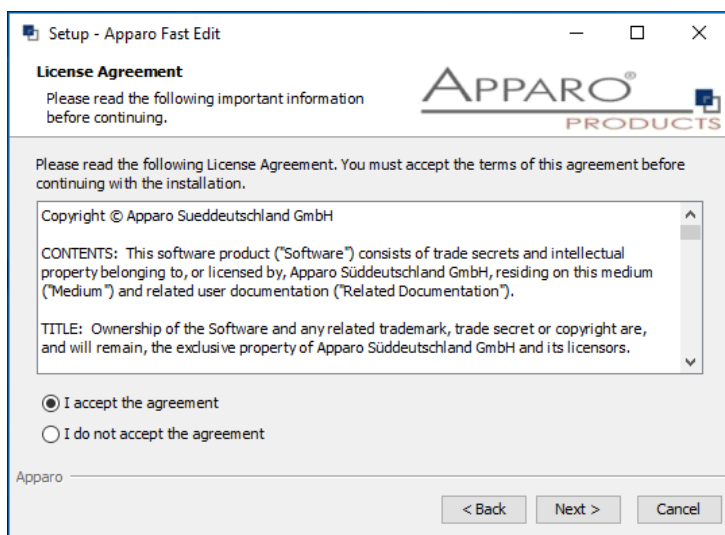 Setup - Apparo Fast Edit
License Agreement
Please read the following important information
before continuing.
APPARO®
PRODUCTS
Please read the following License Agreement. You must accept the terms of this agreement before
continuing with the installation.
Copyright © Apparo Sueddeutschland GmbH
CONTENTS:  This software product ("Software") consists of trade secrets and intellectual
property belonging to, or licensed by, Apparo Süddeutschland GmbH, residing on this medium
("Medium") and related user documentation ("Related Documentation").
TITLE:  Ownership of the Software and any related trademark, trade secret or copyright are,
and will remain, the exclusive property of Apparo Süddeutschland GmbH and its licensors.
I accept the agreement
I do not accept the agreement
Apparo
< Back
Next >
Cancel